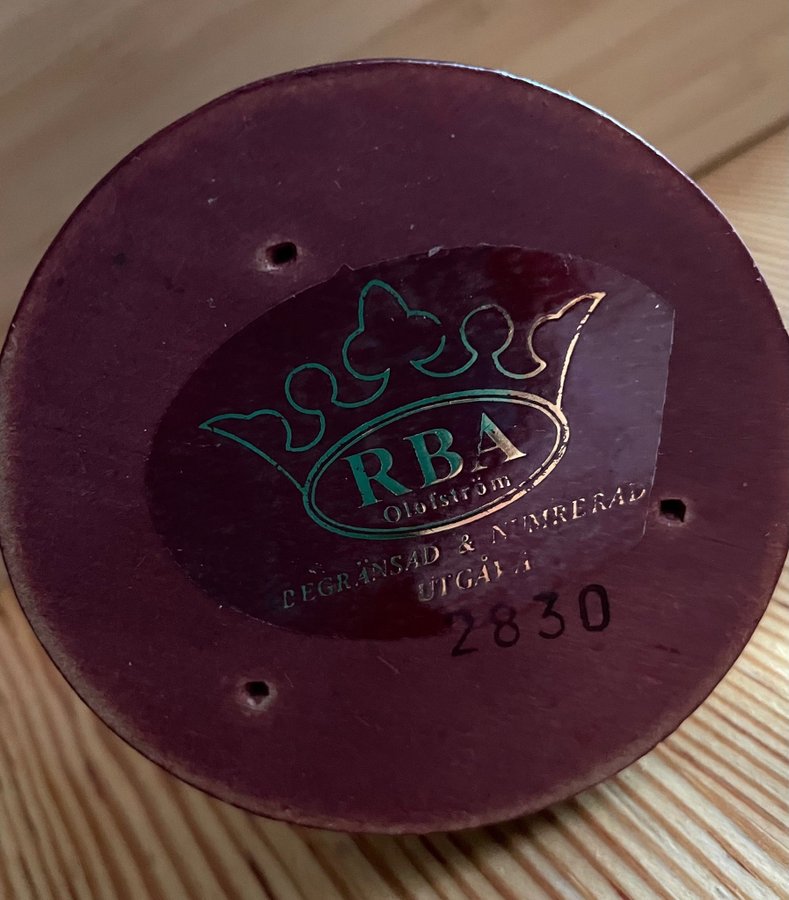 RBA
Olofström
BEGRÄNSAD & NUMRERAD
UTGÅVA
2830